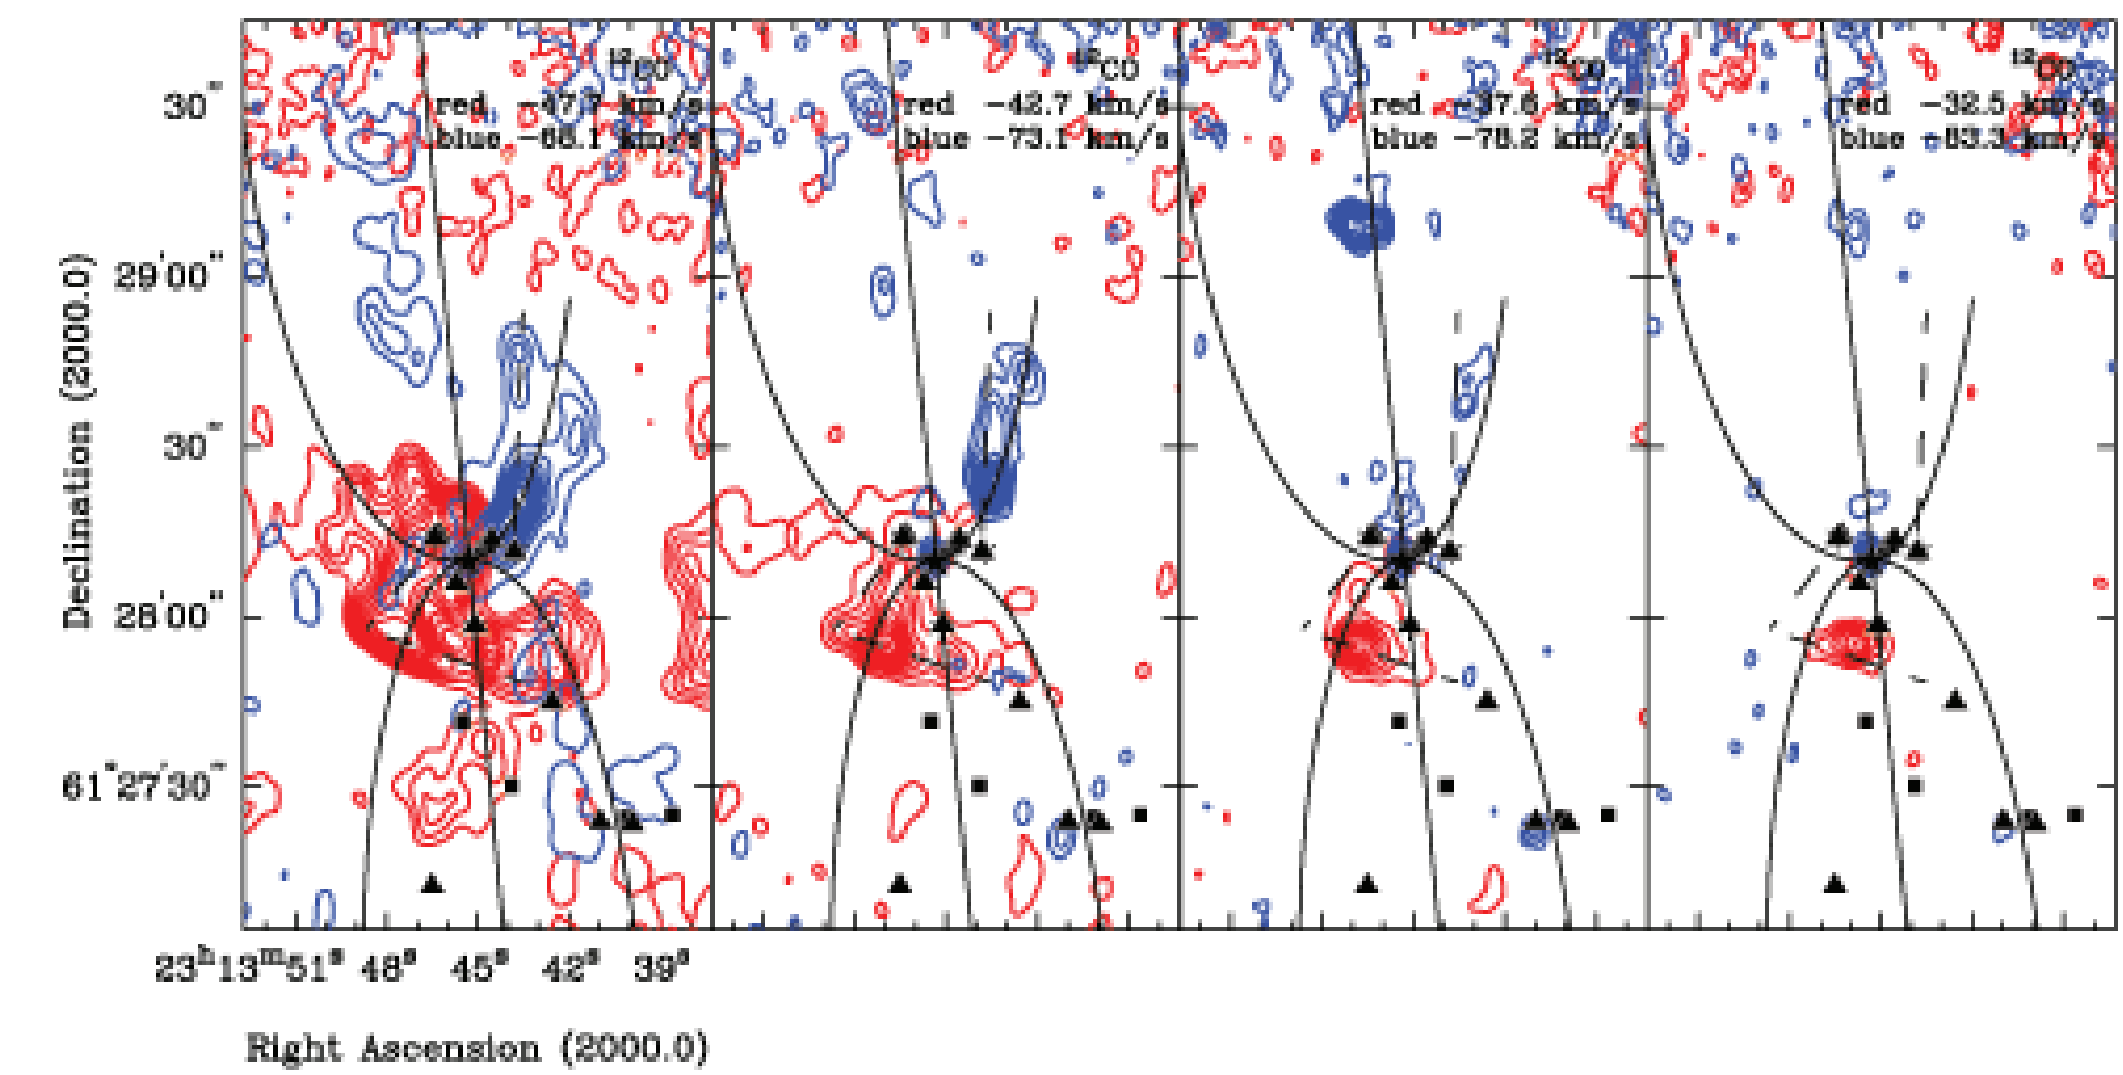 ¹²CO
red -47.7 km/s
blue -68.1 km/s
¹²CO
red -42.7 km/s
blue -73.1 km/s
¹²CO
red -37.6 km/s
blue -78.2 km/s
¹²CO
red -32.5 km/s
blue -83.3 km/s
Declination (2000.0)
30"
29'00"
30"
28'00"
61°27'30"
23ʰ13ᵐ51ˢ 48ˢ 45ˢ 42ˢ 39ˢ
Right Ascension (2000.0)